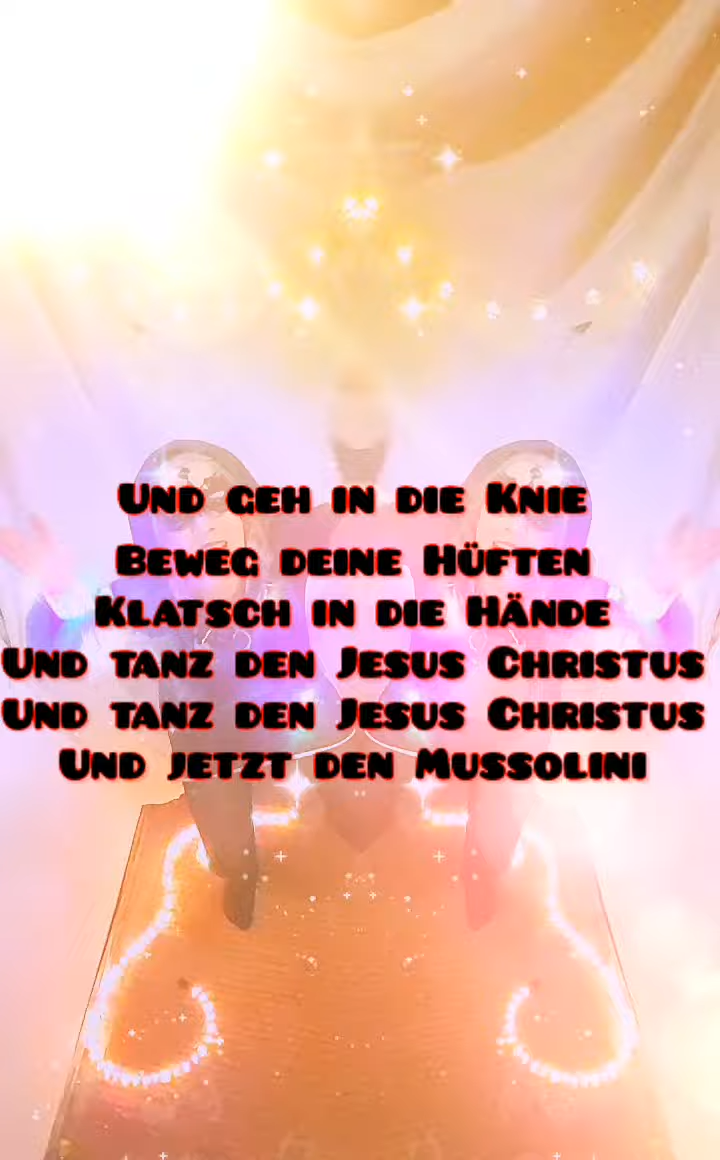 Und geh in die Knie
Beweg deine Hüften
Klatsch in die Hände
Und tanz den Jesus Christus
Und tanz den Jesus Christus
Und jetzt den Mussolini